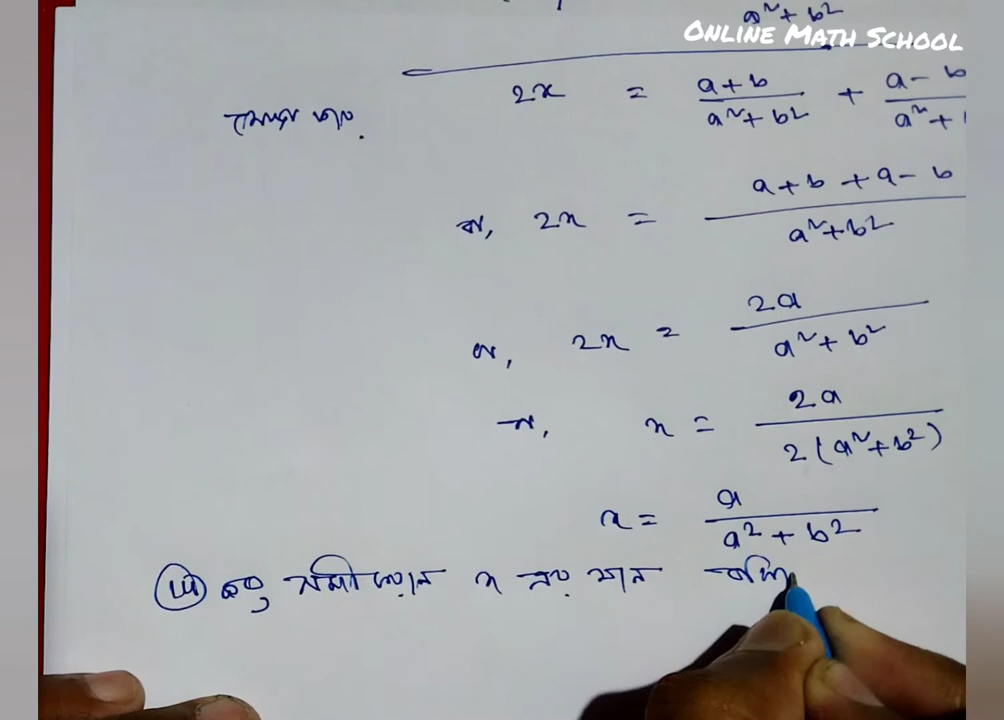 a²+b²
ONLINE MATH SCHOOL
যোগ করে, 2x = a+b/a²+b² + a-b/a²+
বা, 2x = a+b+a-b/a²+b²
বা, 2x = 2a/a²+b²
বা, x = 2a/2(a²+b²)
x = a/a²+b²
সমীকরণে x এর মান বসি